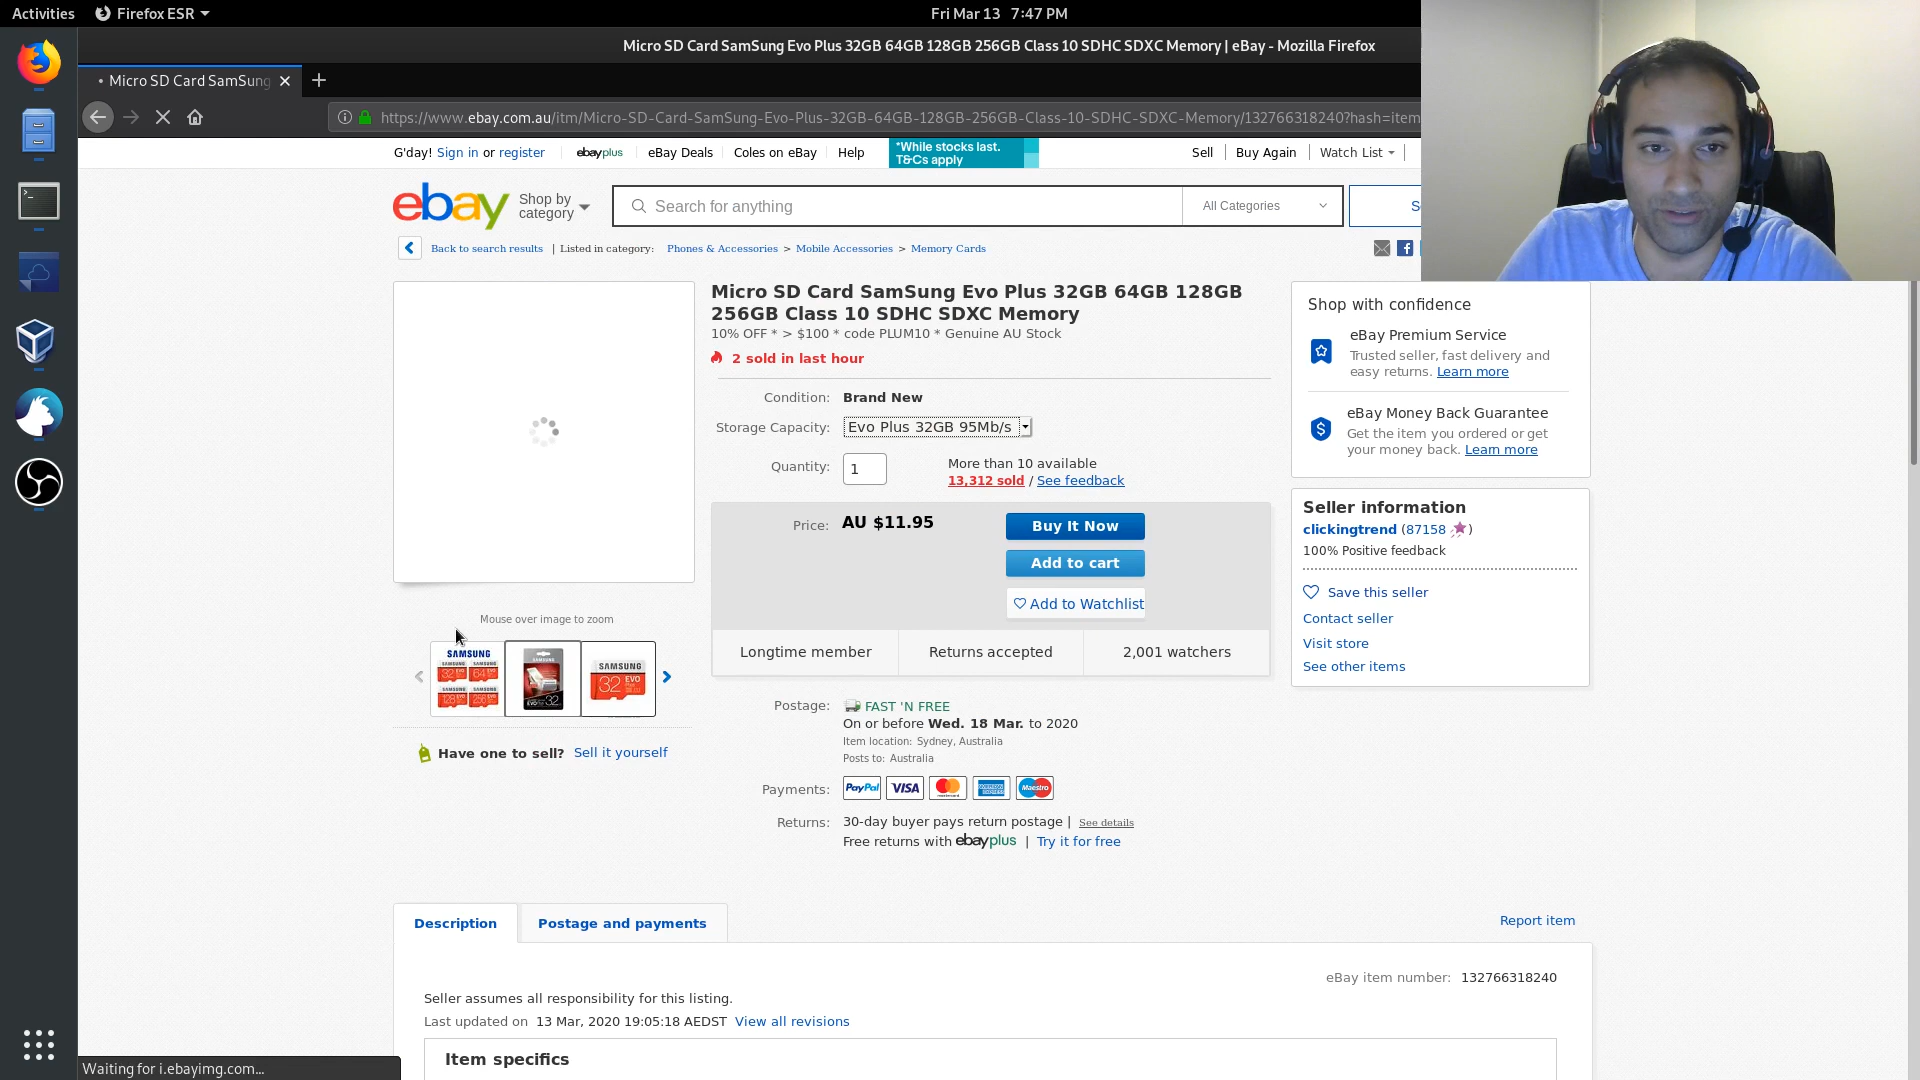 Activities
Firefox ESR
Fri Mar 13 7:47 PM
Micro SD Card SamSung Evo Plus 32GB 64GB 128GB 256GB Class 10 SDHC SDXC Memory | eBay - Mozilla Firefox
Micro SD Card SamSung
https://www.ebay.com.au/itm/Micro-SD-Card-SamSung-Evo-Plus-32GB-64GB-128GB-256GB-Class-10-SDHC-SDXC-Memory/132766318240?hash=item
G'day! Sign in or register
ebayplus
eBay Deals
Coles on eBay
Help
*While stocks last.
T&Cs apply
Sell
Buy Again
Watch List
ebay
Shop by
category
Search for anything
All Categories
S
Back to search results | Listed in category: Phones & Accessories > Mobile Accessories > Memory Cards
Micro SD Card SamSung Evo Plus 32GB 64GB 128GB
256GB Class 10 SDHC SDXC Memory
10% OFF * > $100 * code PLUM10 * Genuine AU Stock
2 sold in last hour
Condition: Brand New
Storage Capacity: Evo Plus 32GB 95Mb/s
Quantity: 1
More than 10 available
13,312 sold / See feedback
Price: AU $11.95
Buy It Now
Add to cart
Add to Watchlist
Longtime member
Returns accepted
2,001 watchers
Mouse over image to zoom
SAMSUNG
SAMSUNG
32
EVO
Have one to sell? Sell it yourself
Postage: FAST 'N FREE
On or before Wed. 18 Mar. to 2020
Item location: Sydney, Australia
Posts to: Australia
Payments: PayPal VISA mastercard AMERICAN EXPRESS Maestro
Returns: 30-day buyer pays return postage | See details
Free returns with ebayplus | Try it for free
Shop with confidence
eBay Premium Service
Trusted seller, fast delivery and
easy returns. Learn more
eBay Money Back Guarantee
Get the item you ordered or get
your money back. Learn more
Seller information
clickingtrend (87158)
100% Positive feedback
Save this seller
Contact seller
Visit store
See other items
Description
Postage and payments
Report item
eBay item number: 132766318240
Seller assumes all responsibility for this listing.
Last updated on 13 Mar, 2020 19:05:18 AEDST View all revisions
Item specifics
Waiting for i.ebayimg.com...